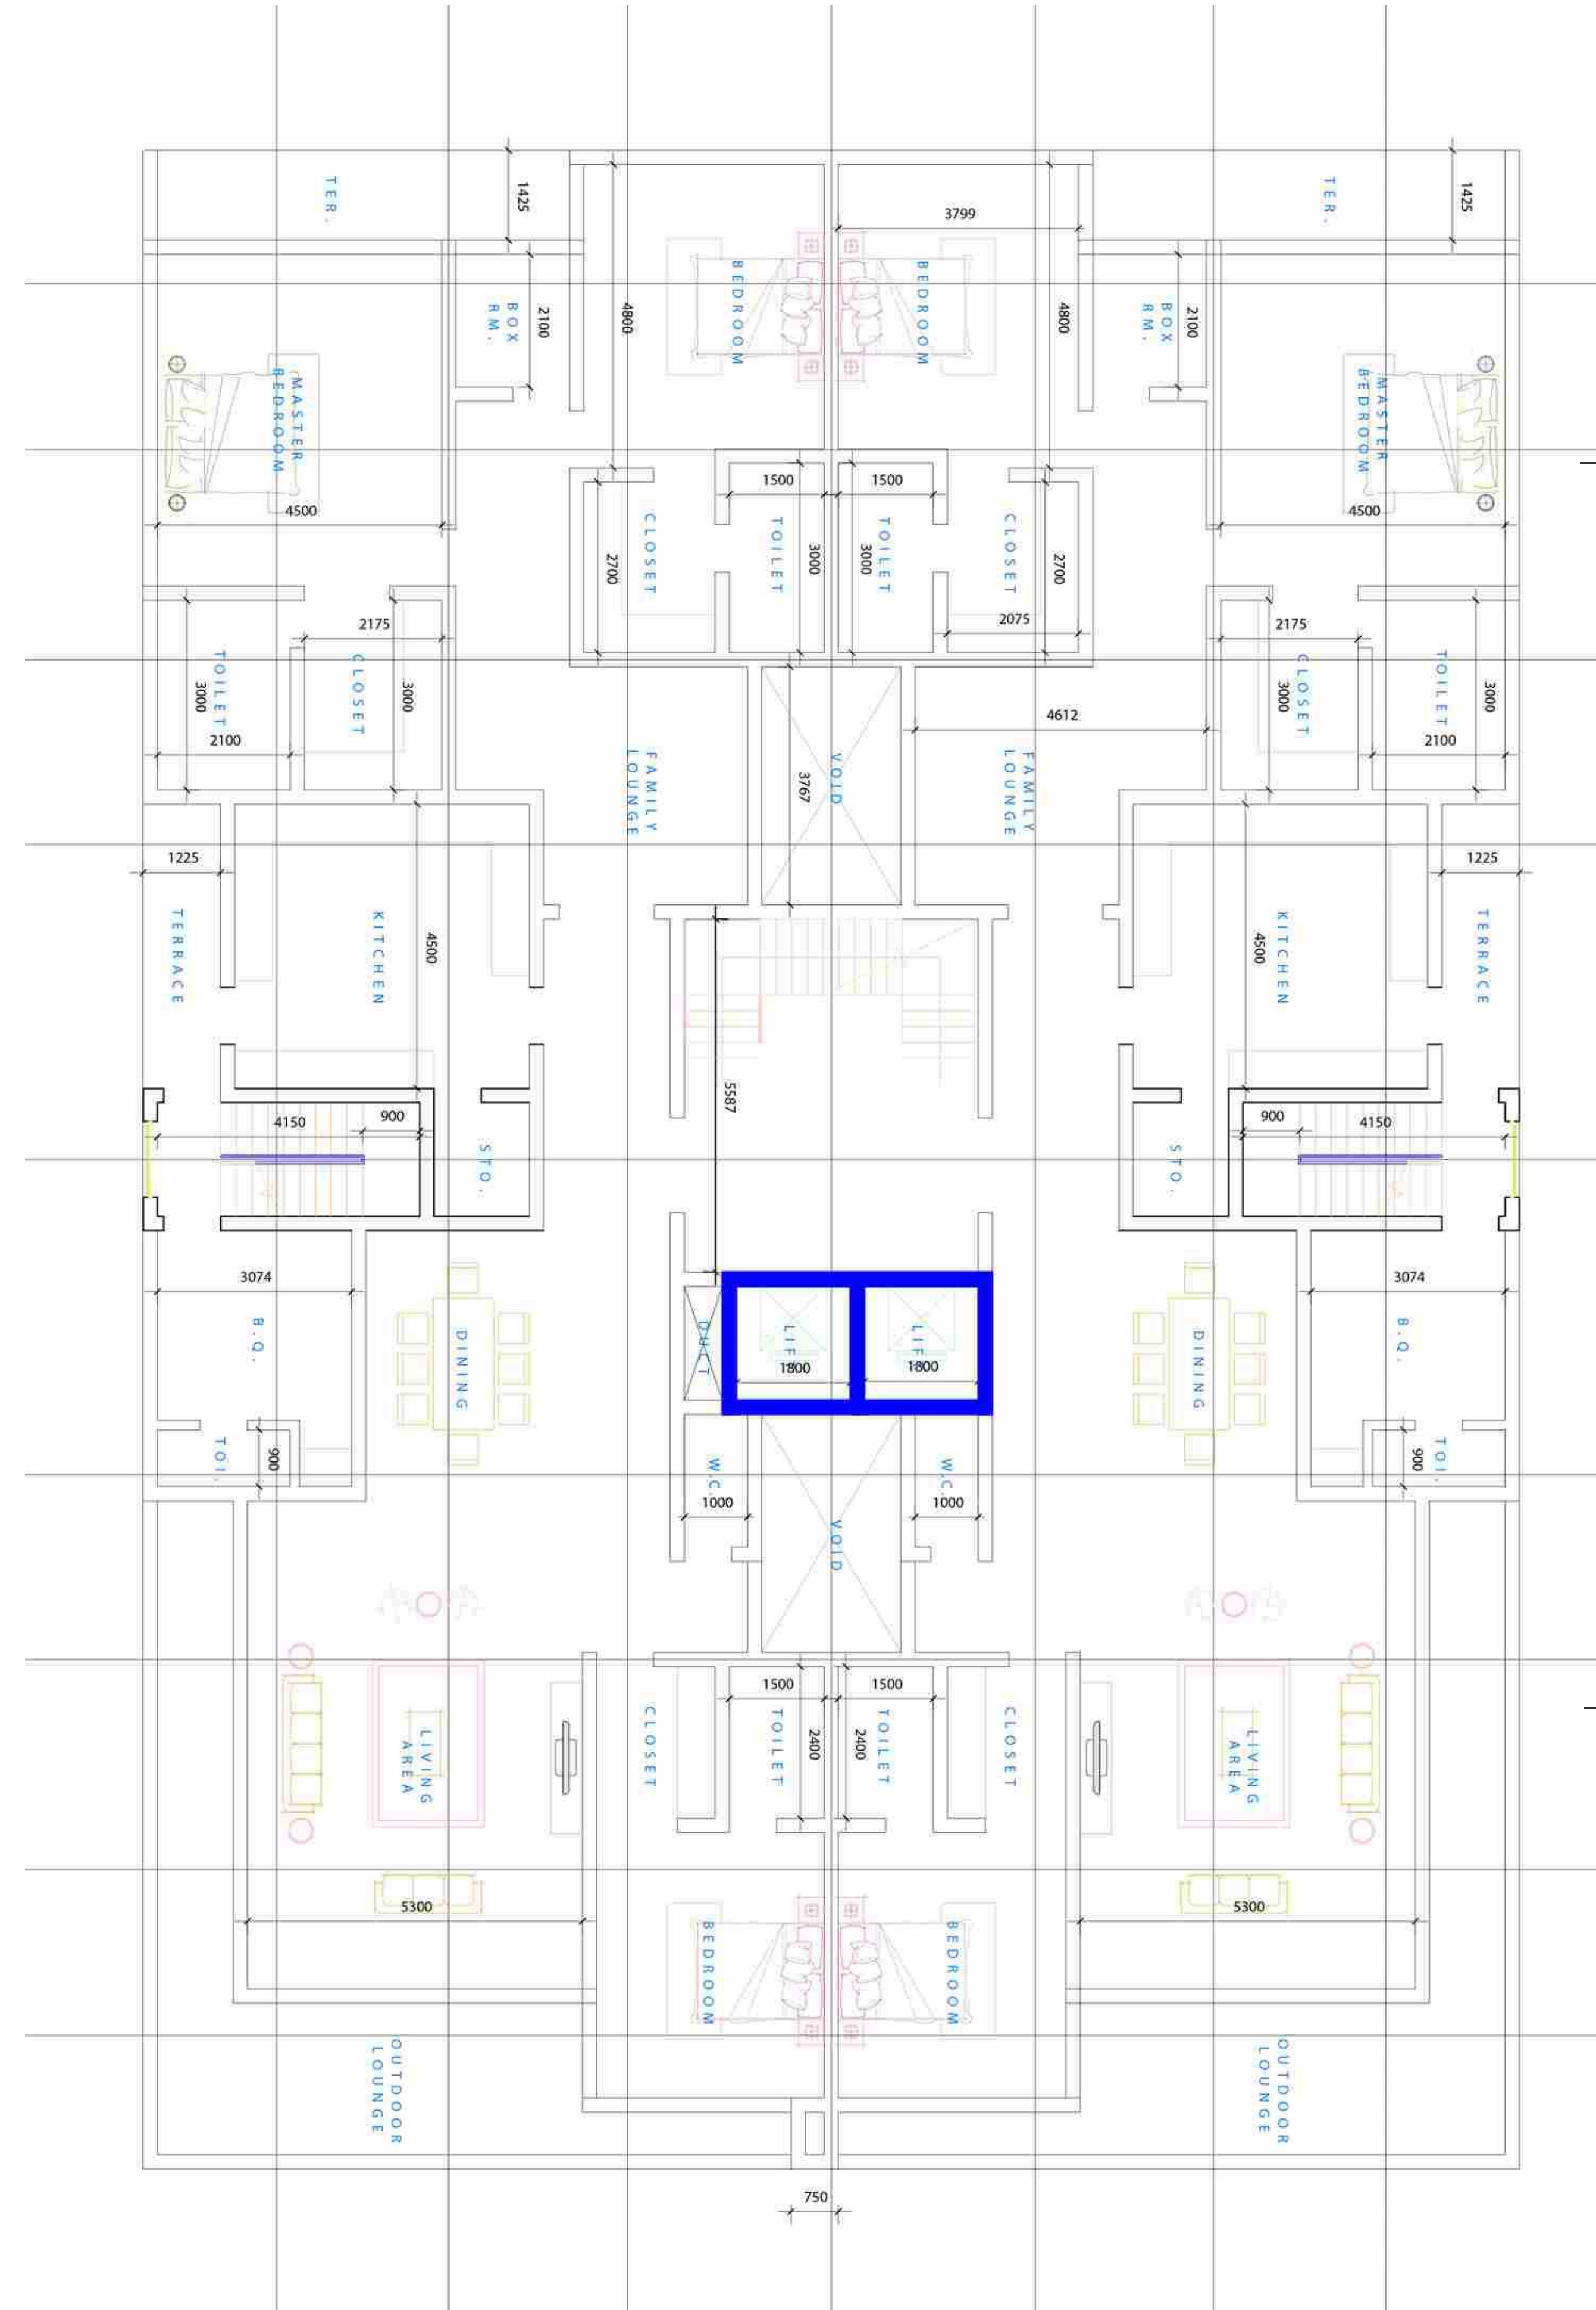 TER.
1425
3799
1425
TER.
BOX
RM.
2100
4800
BEDROOM
BEDROOM
4800
BOX
RM.
2100
MASTER
BEDROOM
4500
MASTER
BEDROOM
4500
CLOSET
2700
1500
TOILET
3000
1500
TOILET
3000
CLOSET
2700
2075
TOILET
3000
2100
2175
CLOSET
3000
2175
CLOSET
3000
TOILET
3000
2100
4612
FAMILY
LOUNGE
3767
VOID
FAMILY
LOUNGE
1225
TERRACE
KITCHEN
4500
KITCHEN
4500
1225
TERRACE
5587
4150
900
STO.
STO.
900
4150
3074
B.Q.
DINING
DUCT
LIF
1800
LIF
1800
DINING
3074
B.Q.
TOI.
900
W.C.
1000
W.C.
1000
VOID
TOI.
900
LIVING
AREA
CLOSET
1500
TOILET
2400
1500
TOILET
2400
CLOSET
LIVING
AREA
5300
5300
BEDROOM
BEDROOM
OUTDOOR
LOUNGE
OUTDOOR
LOUNGE
750